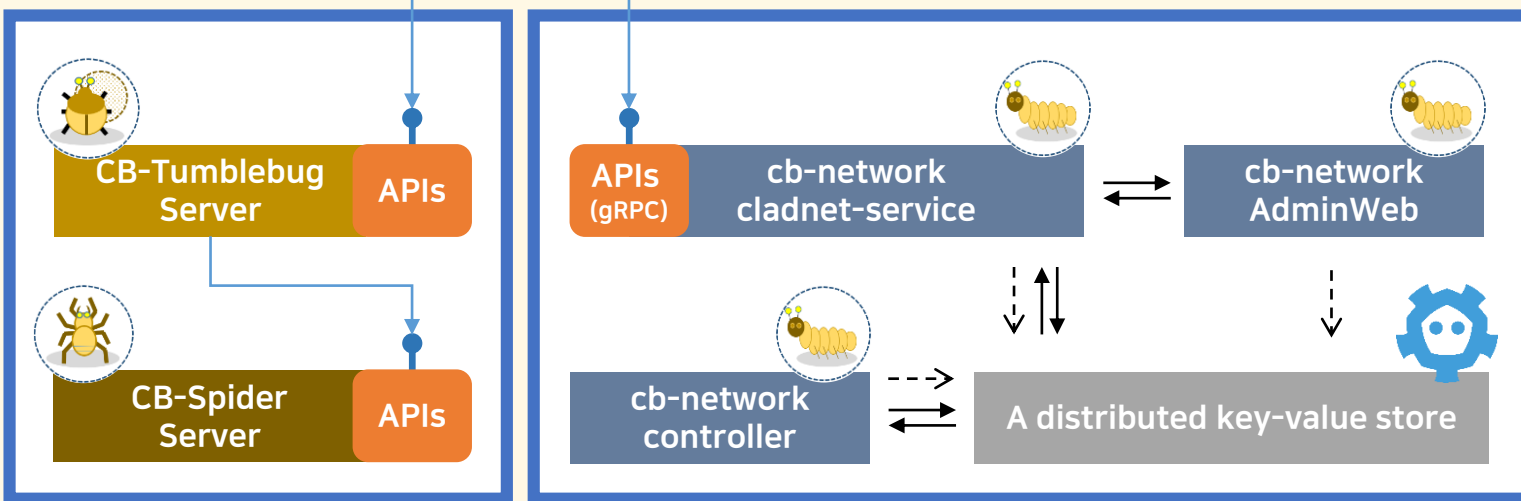 CB-Tumblebug
Server
APIs
CB-Spider
Server
APIs
APIs
(gRPC)
cb-network
cladnet-service
cb-network
AdminWeb
cb-network
controller
A distributed key-value store